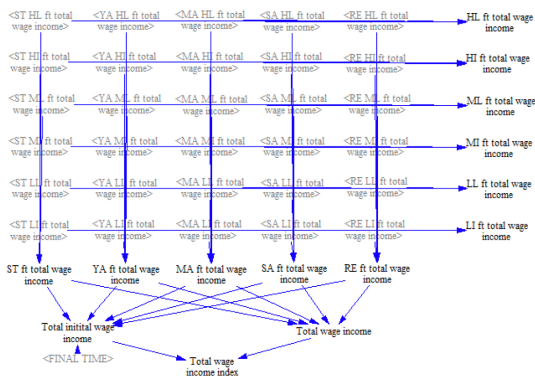 <ST HL ft total wage income> <YA HL ft total wage income> <MA HL ft total wage income> <SA HL ft total wage income> <RE HL ft total wage income> HL ft total wage income
<ST HI ft total wage income> <YA HI ft total wage income> <MA HI ft total wage income> <SA HI ft total wage income> <RE HI ft total wage income> HI ft total wage income
<ST ML ft total wage income> <YA ML ft total wage income> <MA ML ft total wage income> <SA ML ft total wage income> <RE ML ft total wage income> ML ft total wage income
<ST MI ft total wage income> <YA MI ft total wage income> <MA MI ft total wage income> <SA MI ft total wage income> <RE MI ft total wage income> MI ft total wage income
<ST LL ft total wage income> <YA LL ft total wage income> <MA LL ft total wage income> <SA LL ft total wage income> <RE LL ft total wage income> LL ft total wage income
<ST LI ft total wage income> <YA LI ft total wage income> <MA LI ft total wage income> <SA LI ft total wage income> <RE LI ft total wage income> LI ft total wage income
ST ft total wage income YA ft total wage income MA ft total wage income SA ft total wage income RE ft total wage income
Total initital wage income
Total wage income
<FINAL TIME>
Total wage income index